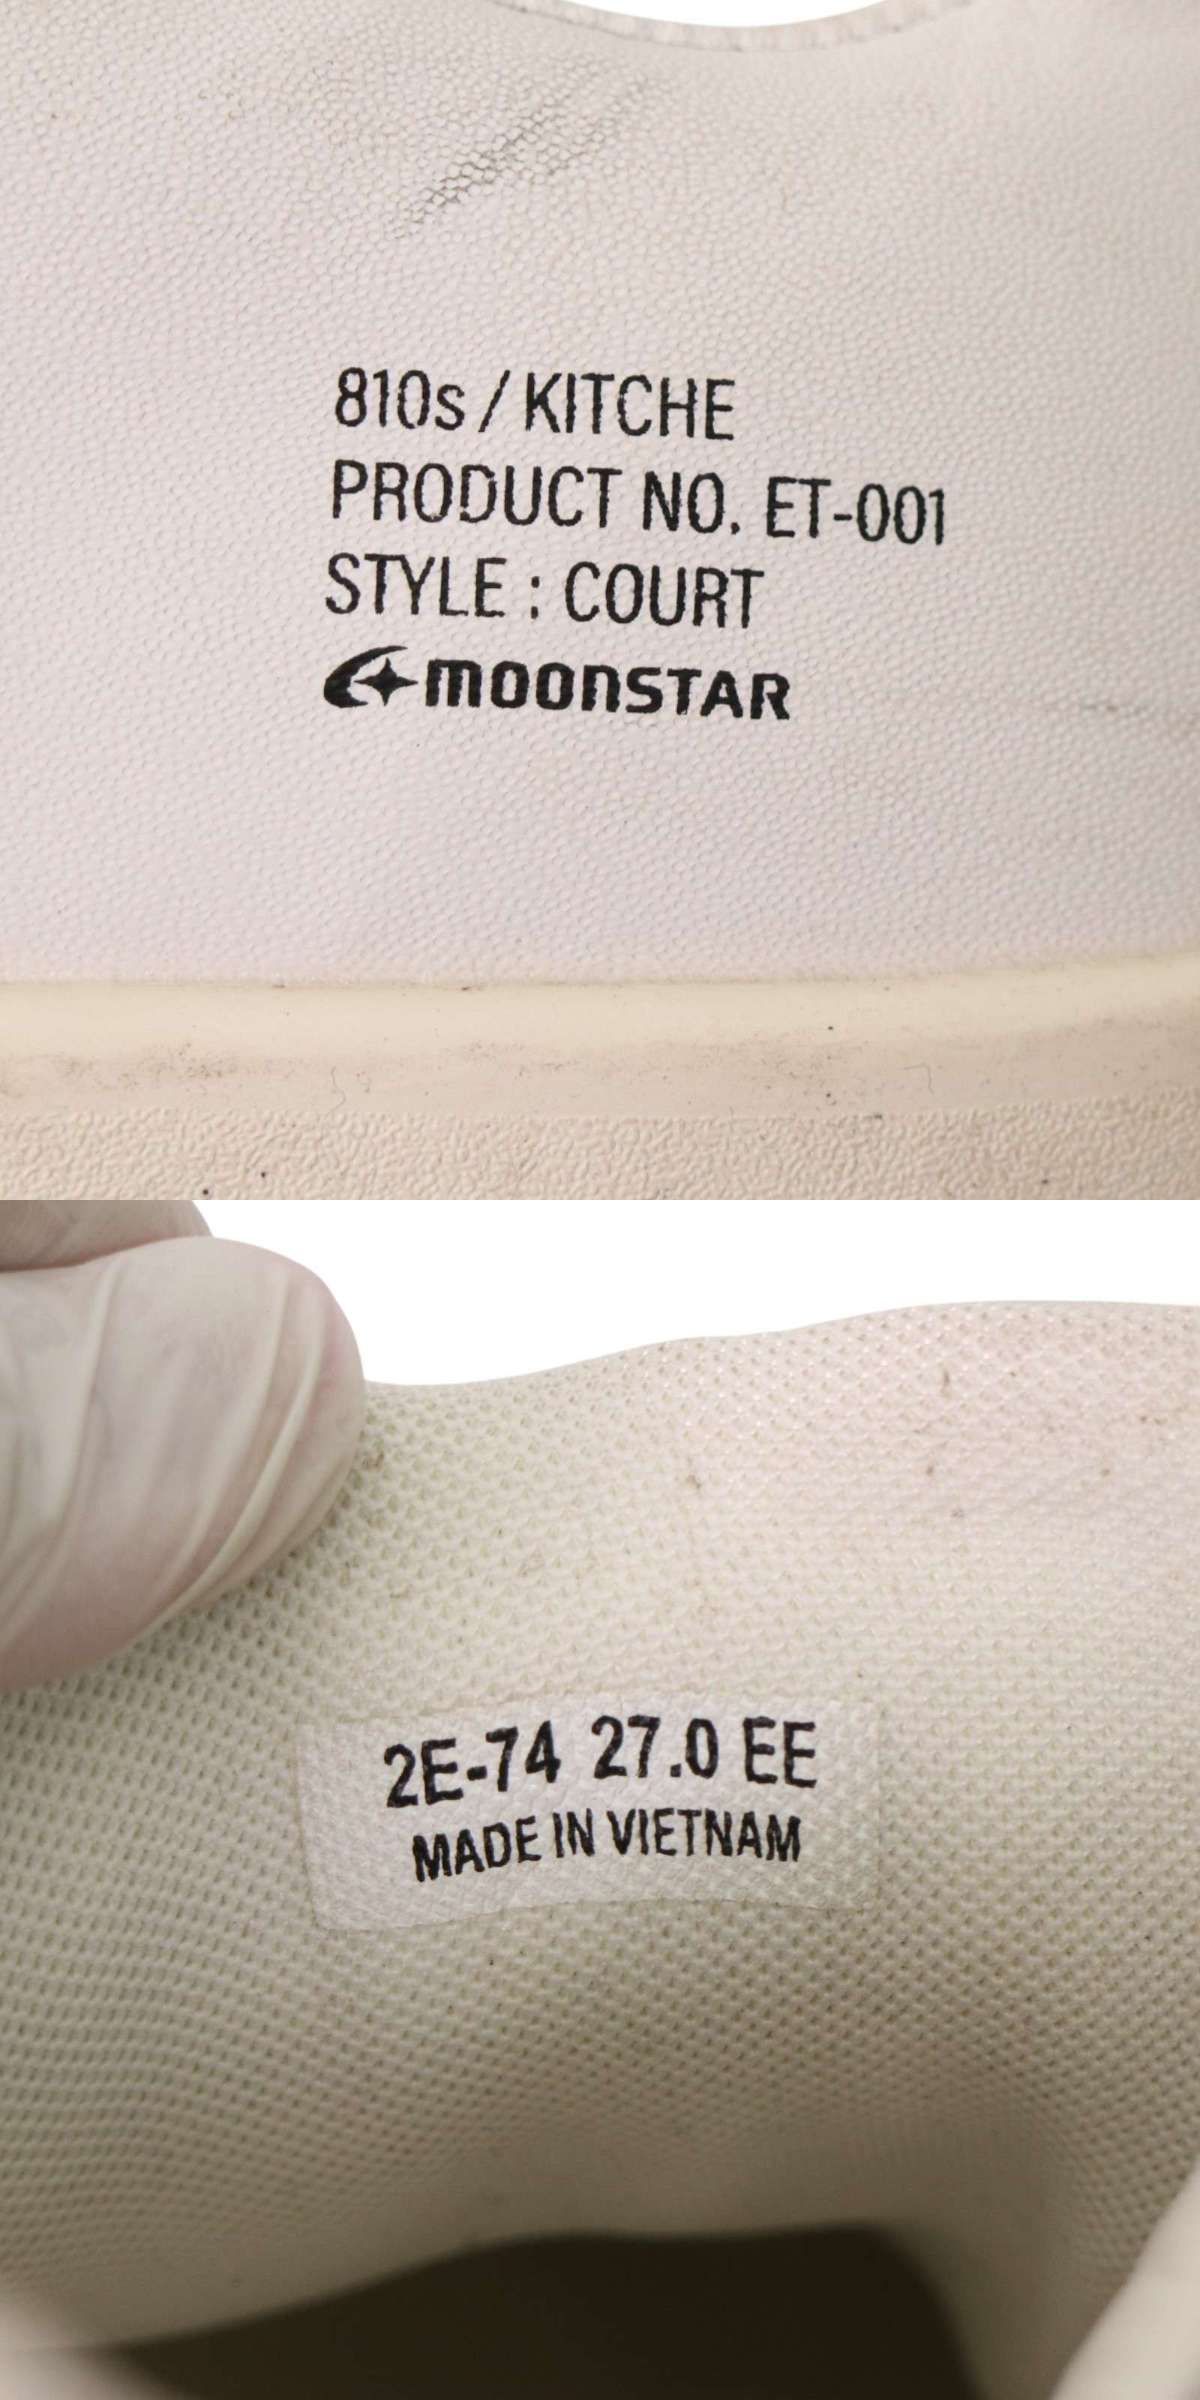 810s / KITCHE
PRODUCT NO. ET-001
STYLE : COURT
MOONSTAR
2E-74 27.0 EE
MADE IN VIETNAM